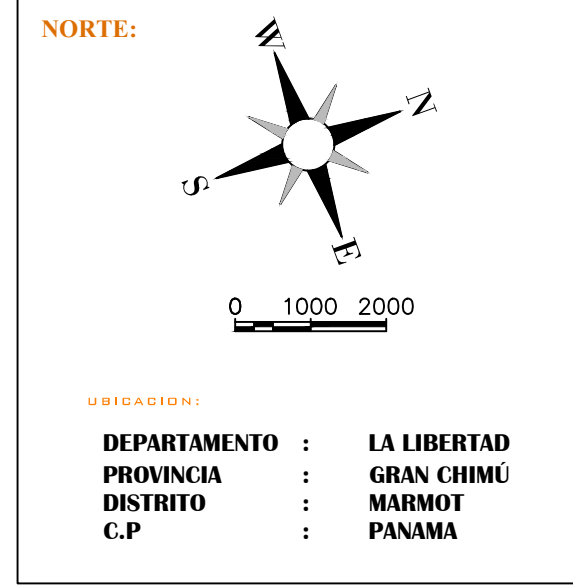 NORTE:
W
N
S
E
0 1000 2000
UBICACION:
DEPARTAMENTO : LA LIBERTAD
PROVINCIA : GRAN CHIMÚ
DISTRITO : MARMOT
C.P : PANAMA